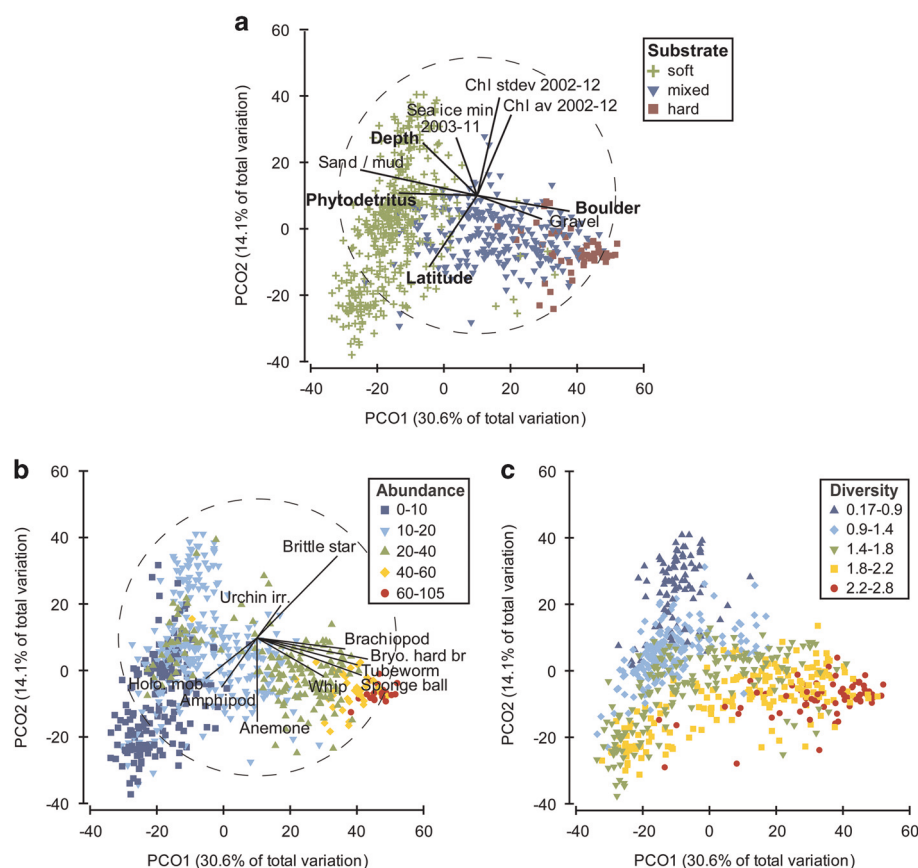 a
60
40
20
0
-20
-40
PCO2 (14.1% of total variation)
-40 -20 0 20 40 60
PCO1 (30.6% of total variation)
Substrate
soft
mixed
hard
Chl stdev 2002-12
Chl av 2002-12
Sea ice min
2003-11
Depth
Sand / mud
Phytodetritus
Boulder
Gravel
Latitude
b
60
40
20
0
-20
-40
PCO2 (14.1% of total variation)
-40 -20 0 20 40 60
PCO1 (30.6% of total variation)
Abundance
0-10
10-20
20-40
40-60
60-105
Brittle star
Urchin irr.
Brachiopod
Bryo. hard br
Tubeworm
Sponge ball
Whip
Holo. mob
Amphipod
Anemone
c
60
40
20
0
-20
-40
PCO2 (14.1% of total variation)
-40 -20 0 20 40 60
PCO1 (30.6% of total variation)
Diversity
0.17-0.9
0.9-1.4
1.4-1.8
1.8-2.2
2.2-2.8